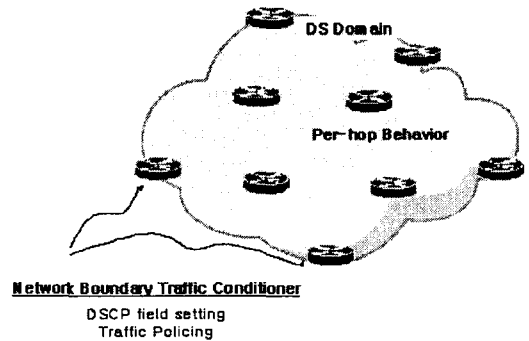 DS Domain
Per-hop Behavior
Network Boundary Traffic Conditioner
DSCP field setting
Traffic Policing